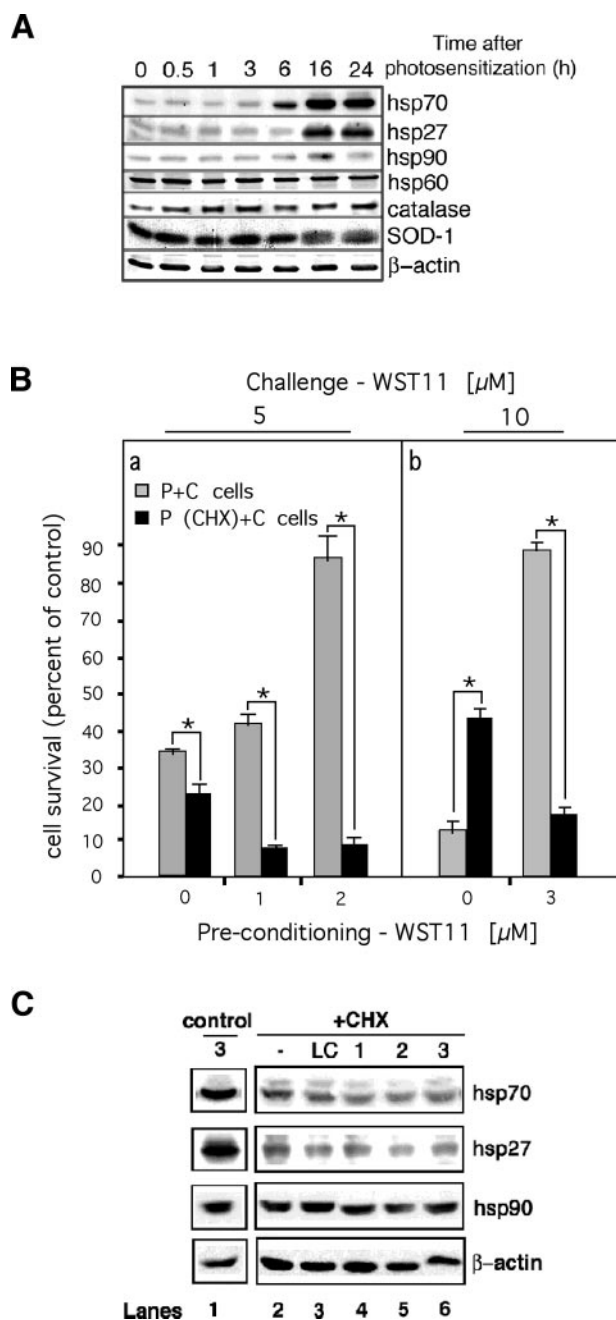 A
Time after
0 0.5 1 3 6 16 24 photosensitization (h)
hsp70
hsp27
hsp90
hsp60
catalase
SOD-1
β-actin
B
Challenge - WST11 [µM]
5 10
a b
P+C cells
P (CHX)+C cells
* * * * *
cell survival (percent of control)
90
80
70
60
50
40
30
20
10
0
0 1 2 0 3
Pre-conditioning - WST11 [µM]
C
control +CHX
3 - LC 1 2 3
hsp70
hsp27
hsp90
β-actin
Lanes 1 2 3 4 5 6